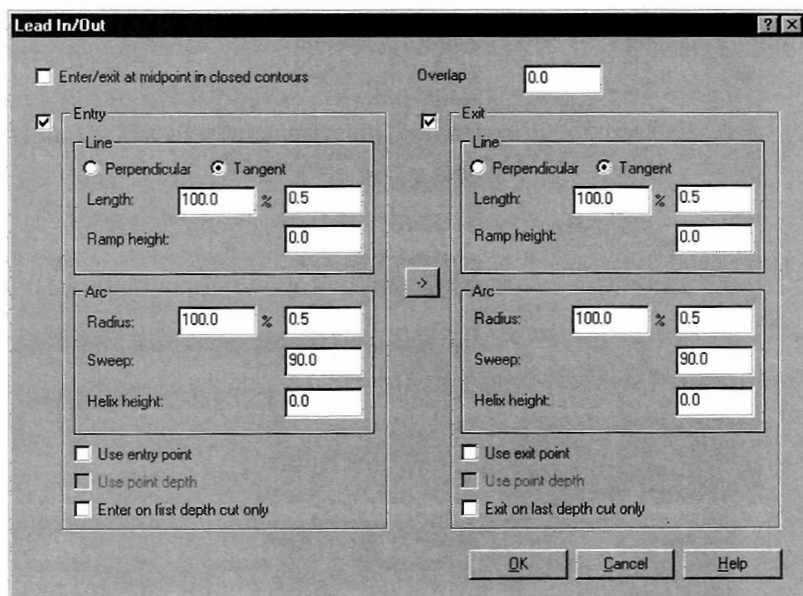 Lead In/Out
Enter/exit at midpoint in closed contours
Overlap 0.0
Entry
Line
Perpendicular Tangent
Length: 100.0 % 0.5
Ramp height: 0.0
Arc
Radius: 100.0 % 0.5
Sweep: 90.0
Helix height: 0.0
Use entry point
Use point depth
Enter on first depth cut only
->
Exit
Line
Perpendicular Tangent
Length: 100.0 % 0.5
Ramp height: 0.0
Arc
Radius: 100.0 % 0.5
Sweep: 90.0
Helix height: 0.0
Use exit point
Use point depth
Exit on last depth cut only
OK Cancel Help